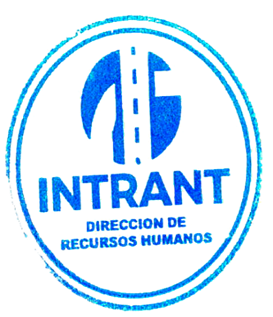 INTRANT
DIRECCION DE
RECURSOS HUMANOS